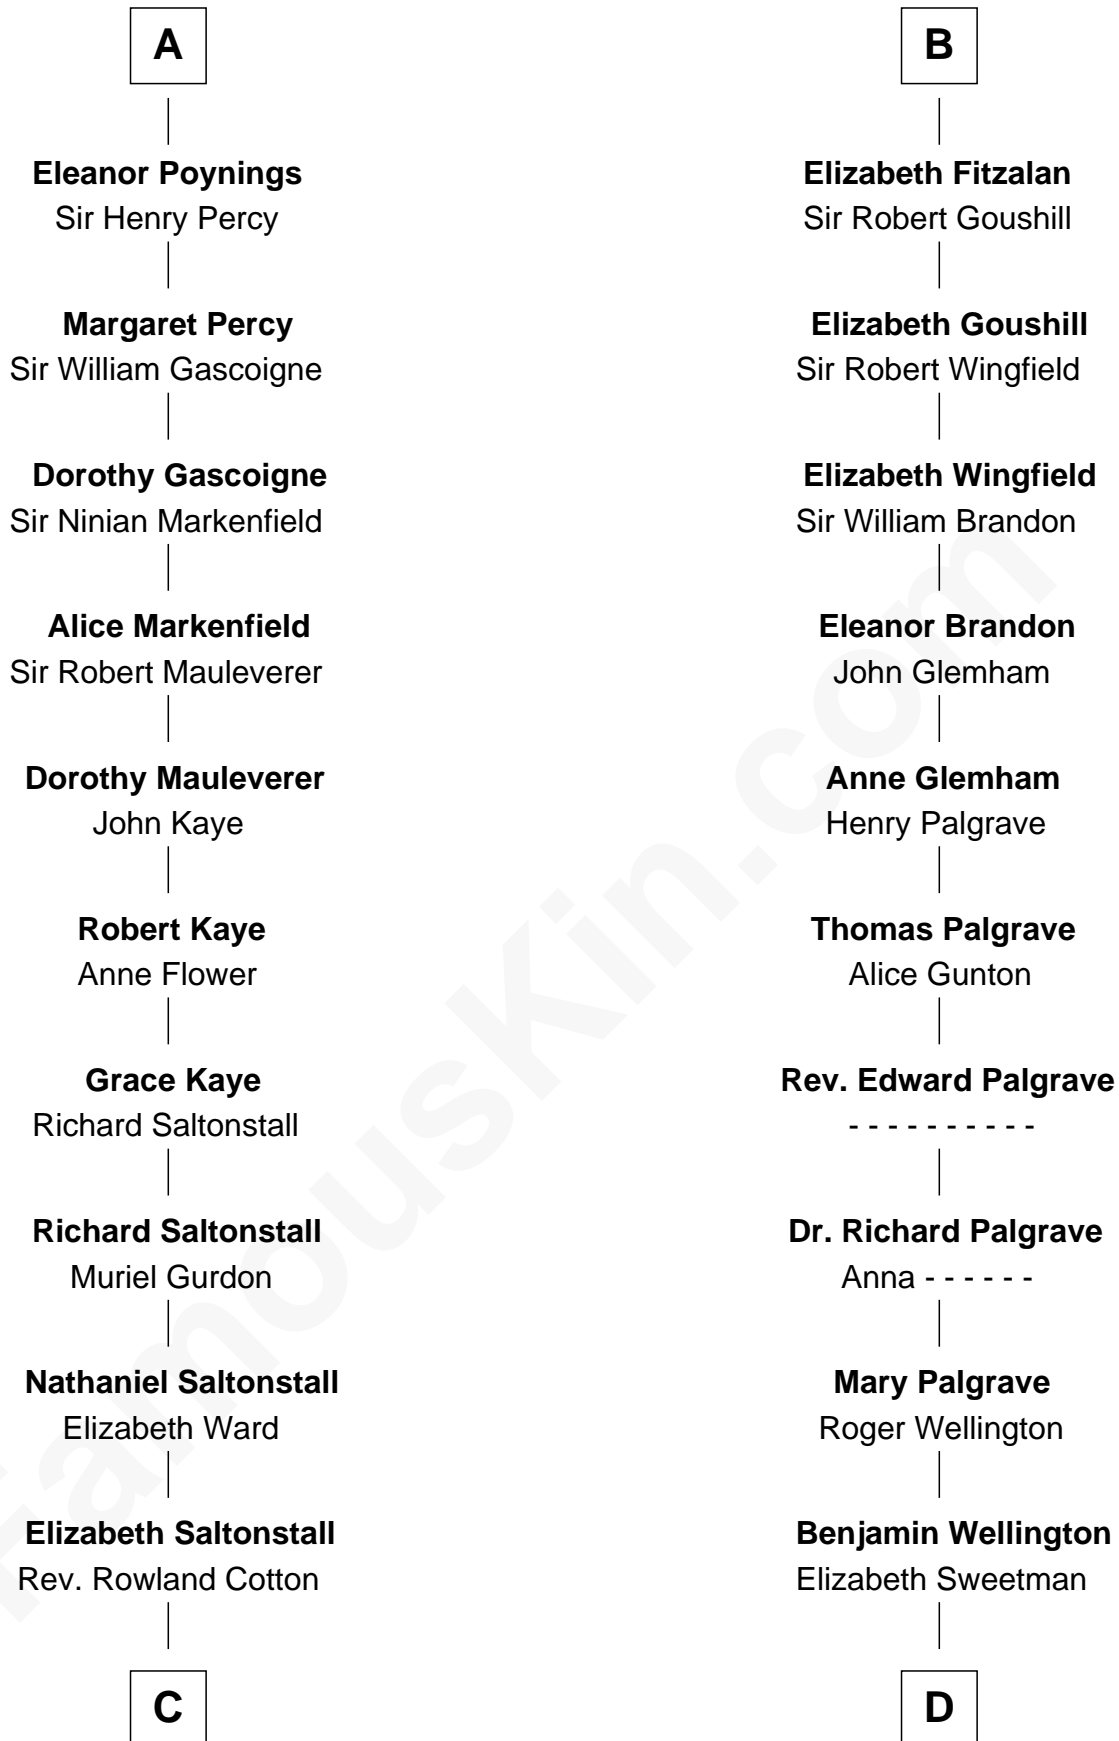 A
Eleanor Poynings
Sir Henry Percy
Margaret Percy
Sir William Gascoigne
Dorothy Gascoigne
Sir Ninian Markenfield
Alice Markenfield
Sir Robert Mauleverer
Dorothy Mauleverer
John Kaye
Robert Kaye
Anne Flower
Grace Kaye
Richard Saltonstall
Richard Saltonstall
Muriel Gurdon
Nathaniel Saltonstall
Elizabeth Ward
Elizabeth Saltonstall
Rev. Rowland Cotton
C
B
Elizabeth Fitzalan
Sir Robert Goushill
Elizabeth Goushill
Sir Robert Wingfield
Elizabeth Wingfield
Sir William Brandon
Eleanor Brandon
John Glemham
Anne Glemham
Henry Palgrave
Thomas Palgrave
Alice Gunton
Rev. Edward Palgrave
- - - - - - - - - -
Dr. Richard Palgrave
Anna - - - - - -
Mary Palgrave
Roger Wellington
Benjamin Wellington
Elizabeth Sweetman
D
FamousKin.com